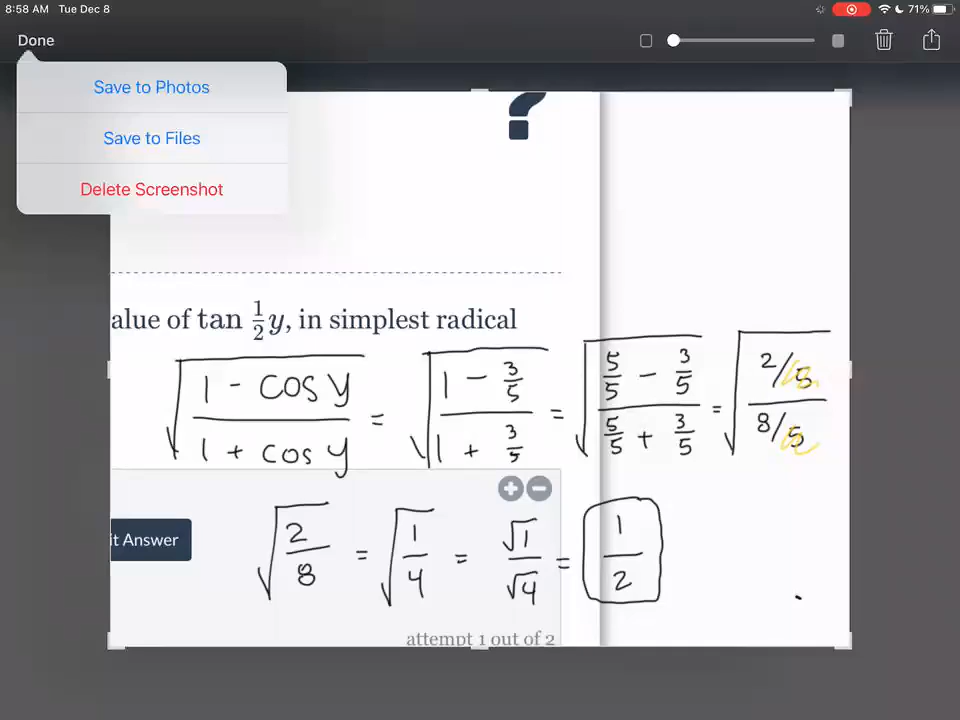 8:58 AM Tue Dec 8
71%
Done
Save to Photos
Save to Files
Delete Screenshot
?
alue of tan 1/2 y, in simplest radical
√((1 - cos y)/(1 + cos y)) = √((1 - 3/5)/(1 + 3/5)) = √((5/5 - 3/5)/(5/5 + 3/5)) = √((2/5)/(8/5))
it Answer
√(2/8) = √(1/4) = √1/√4 = 1/2
attempt 1 out of 2